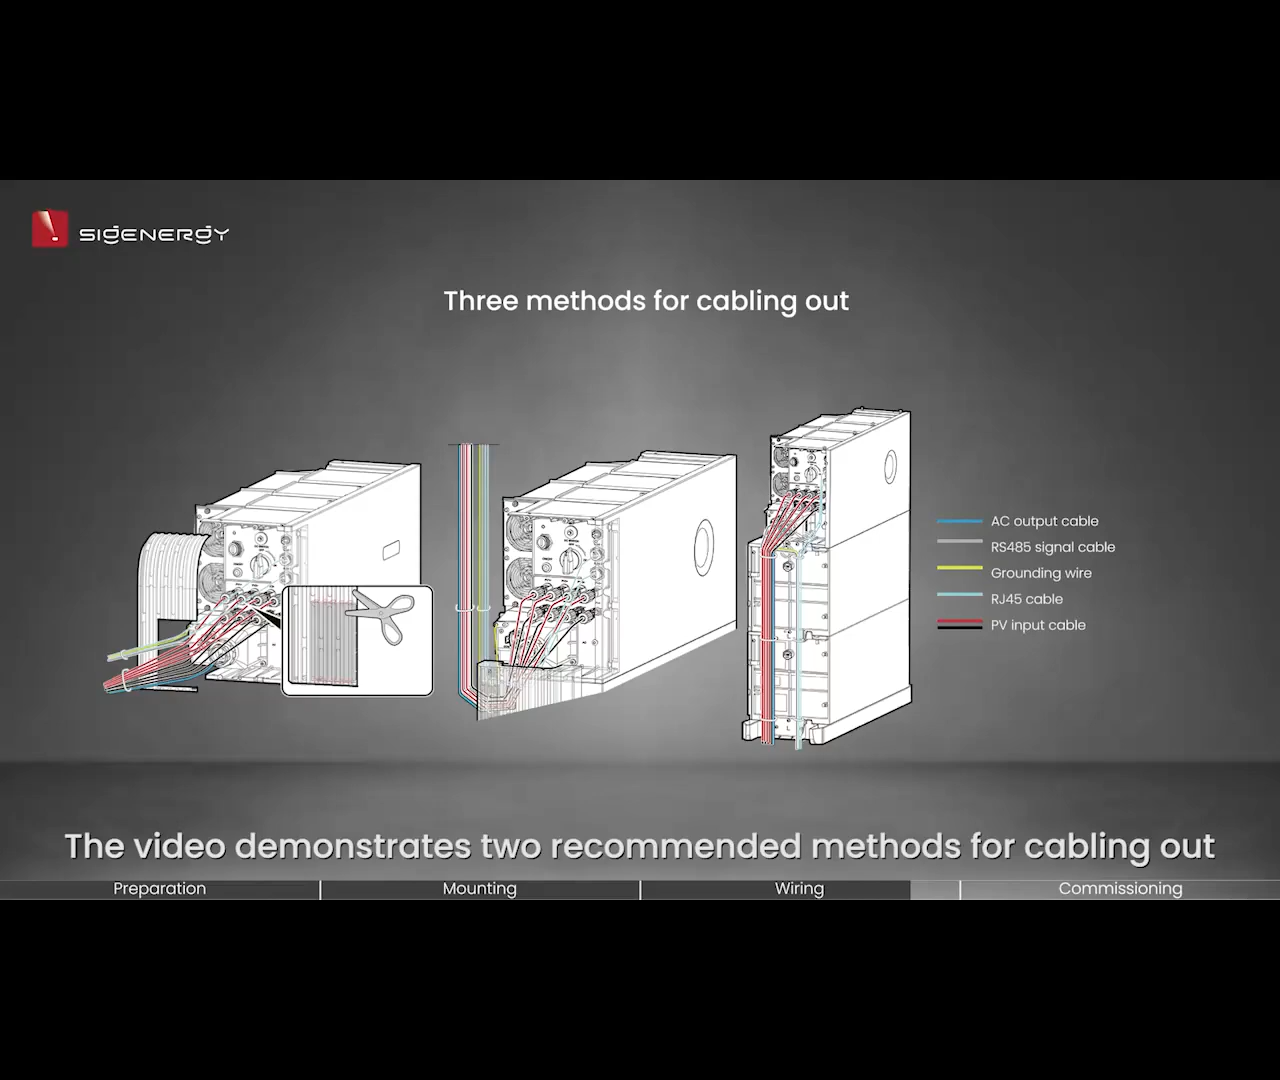 SIGENERGY
Three methods for cabling out
AC output cable
RS485 signal cable
Grounding wire
RJ45 cable
PV input cable
The video demonstrates two recommended methods for cabling out
Preparation
Mounting
Wiring
Commissioning